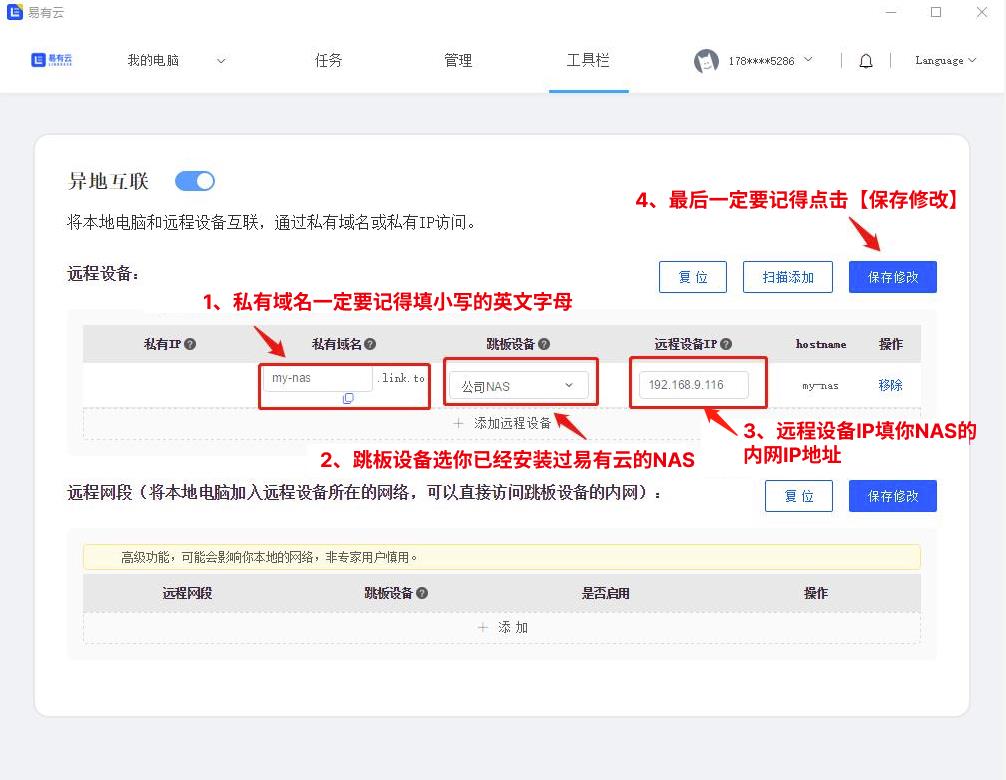 易有云
易有云
我的电脑
任务
管理
工具栏
178****5286
Language
异地互联
4、最后一定要记得点击【保存修改】
将本地电脑和远程设备互联，通过私有域名或私有IP访问。
远程设备：
复 位
扫描添加
保存修改
1、私有域名一定要记得填小写的英文字母
私有IP
私有域名
跳板设备
远程设备IP
hostname
操作
my-nas
.link.to
公司NAS
192.168.9.116
my-nas
移除
添加远程设备
3、远程设备IP填你NAS的
内网IP地址
2、跳板设备选你已经安装过易有云的NAS
远程网段（将本地电脑加入远程设备所在的网络，可以直接访问跳板设备的内网）：
复 位
保存修改
高级功能，可能会影响你本地的网络，非专家用户慎用。
远程网段
跳板设备
是否启用
操作
添 加